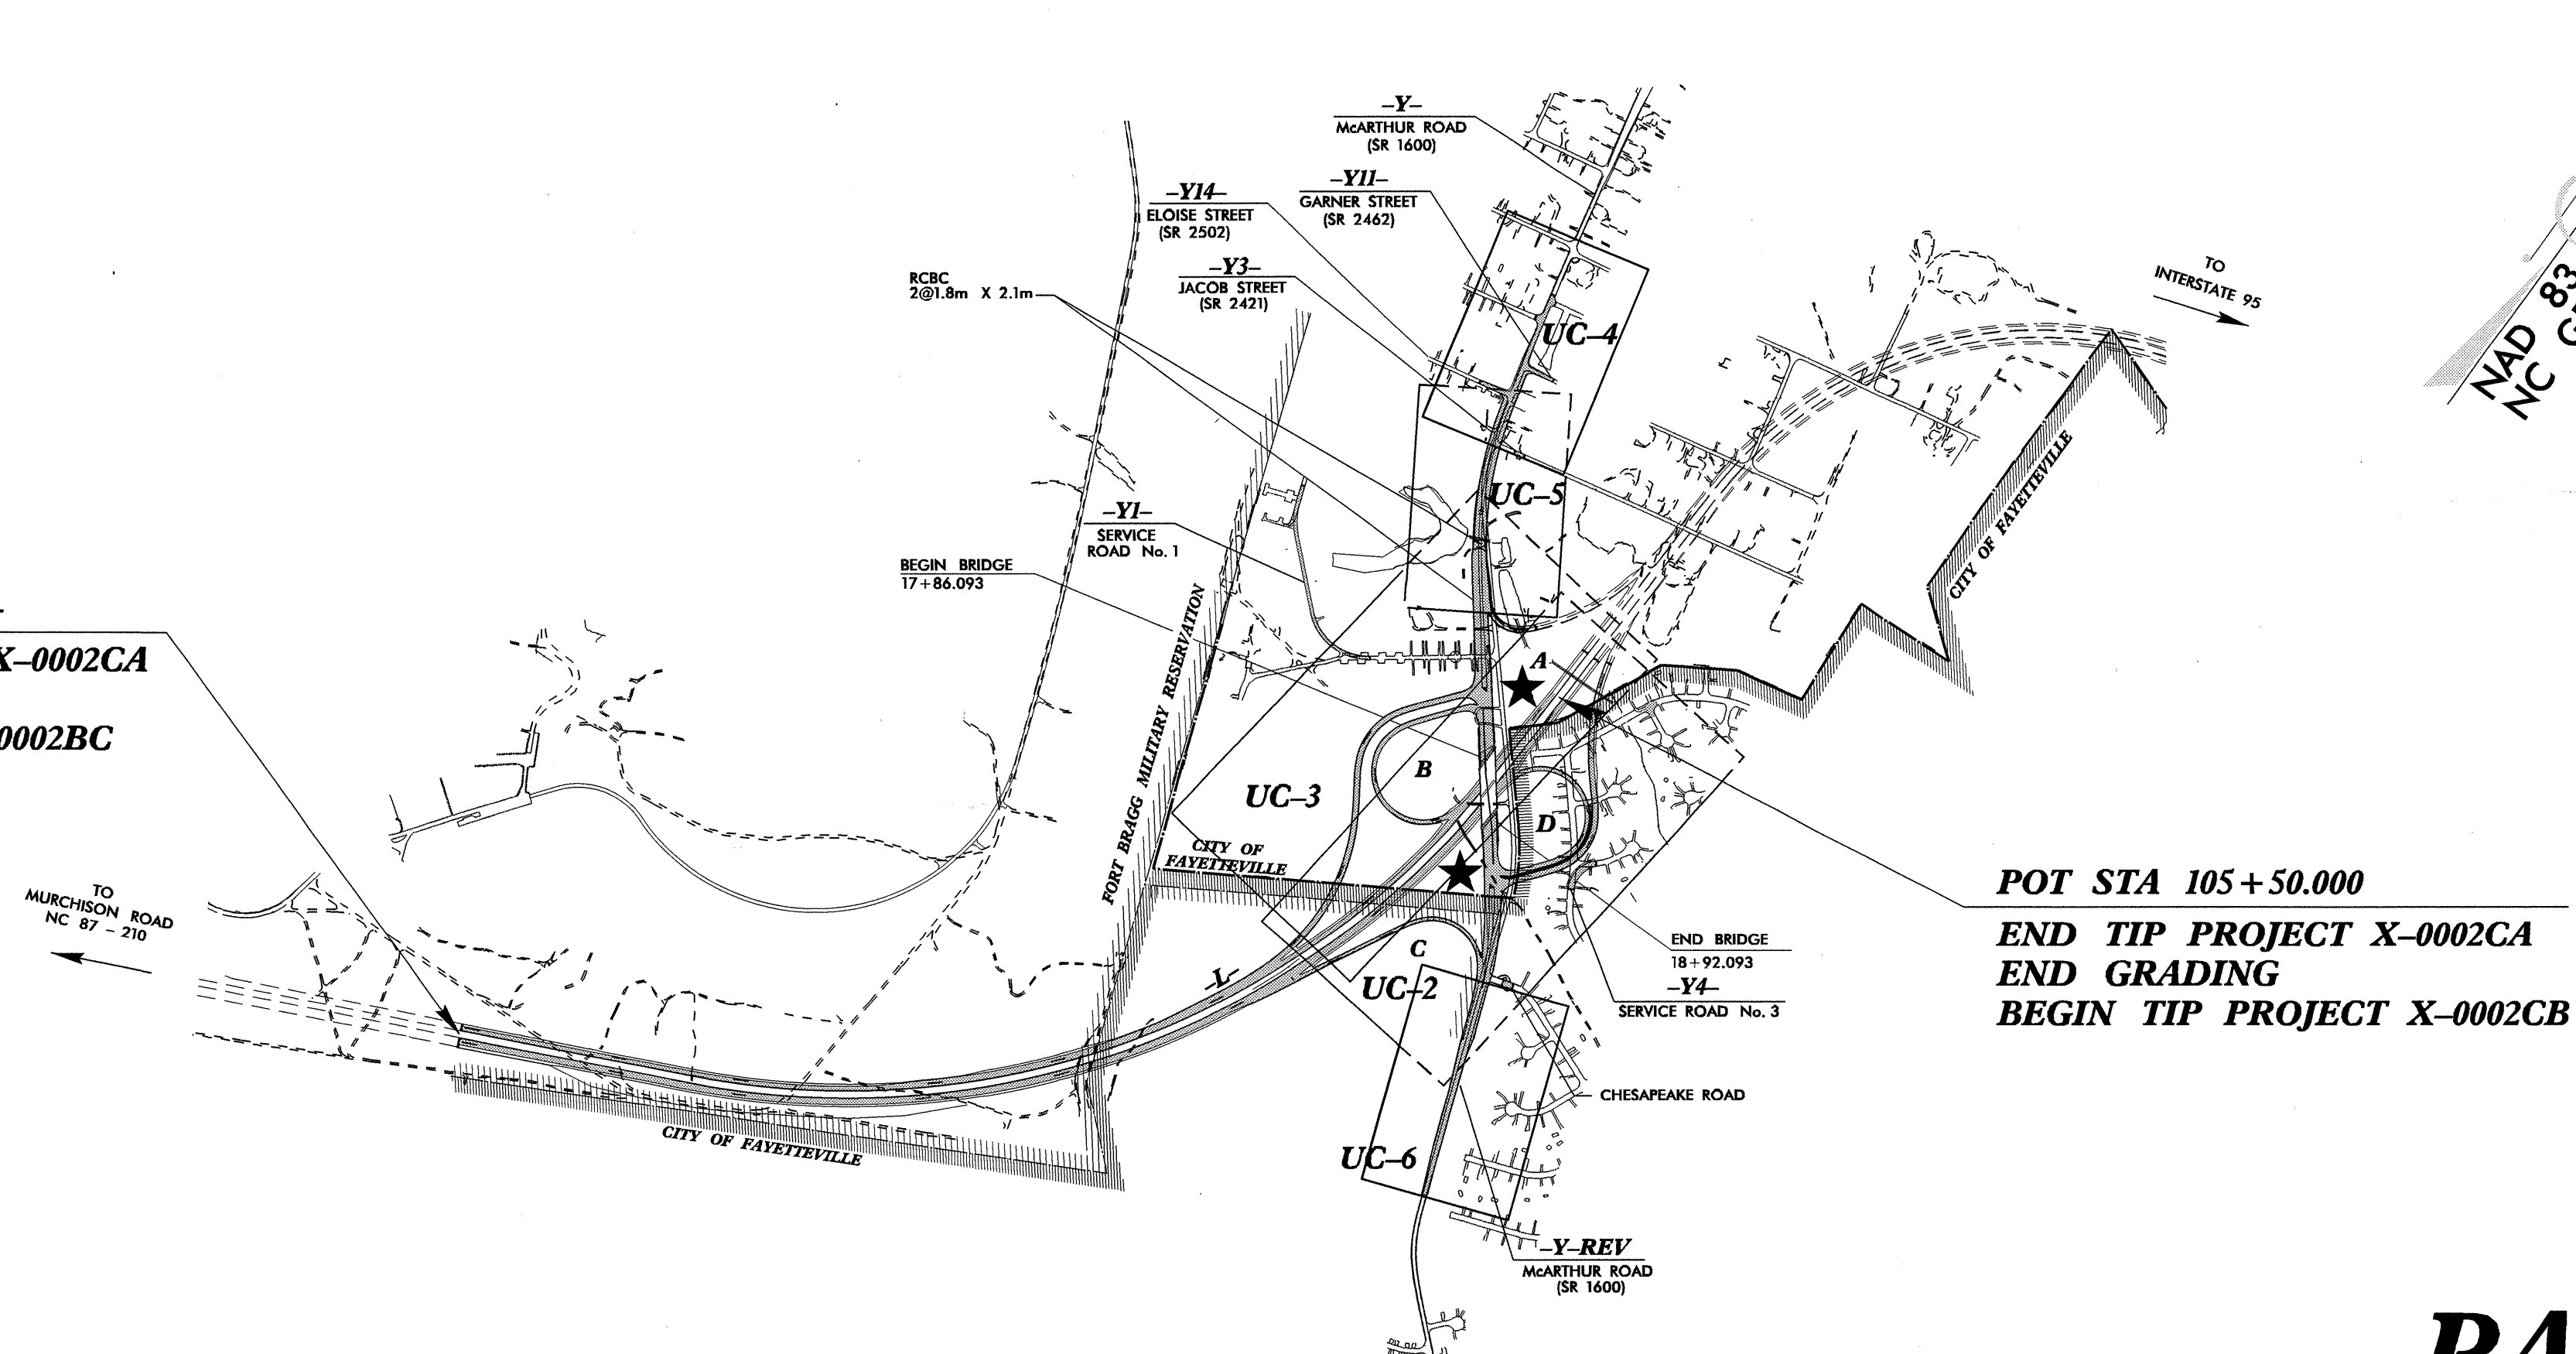 –Y–
McARTHUR ROAD
(SR 1600)
–Y11–
GARNER STREET
(SR 2462)
–Y14–
ELOISE STREET
(SR 2502)
–Y3–
JACOB STREET
(SR 2421)
RCBC
2@1.8m X 2.1m
TO
INTERSTATE 95
NAD 83
NC
UC–4
UC–5
CITY OF FAYETTEVILLE
–Y1–
SERVICE
ROAD No. 1
BEGIN BRIDGE
17+86.093
FORT BRAGG MILITARY RESERVATION
X–0002CA
0002BC
A
B
UC–3
D
CITY OF
FAYETTEVILLE
TO
MURCHISON ROAD
NC 87 – 210
POT STA 105+50.000
END TIP PROJECT X–0002CA
END GRADING
BEGIN TIP PROJECT X–0002CB
END BRIDGE
18+92.093
–Y4–
SERVICE ROAD No. 3
C
–L–
UC–2
CHESAPEAKE ROAD
CITY OF FAYETTEVILLE
UC–6
–Y–REV
McARTHUR ROAD
(SR 1600)